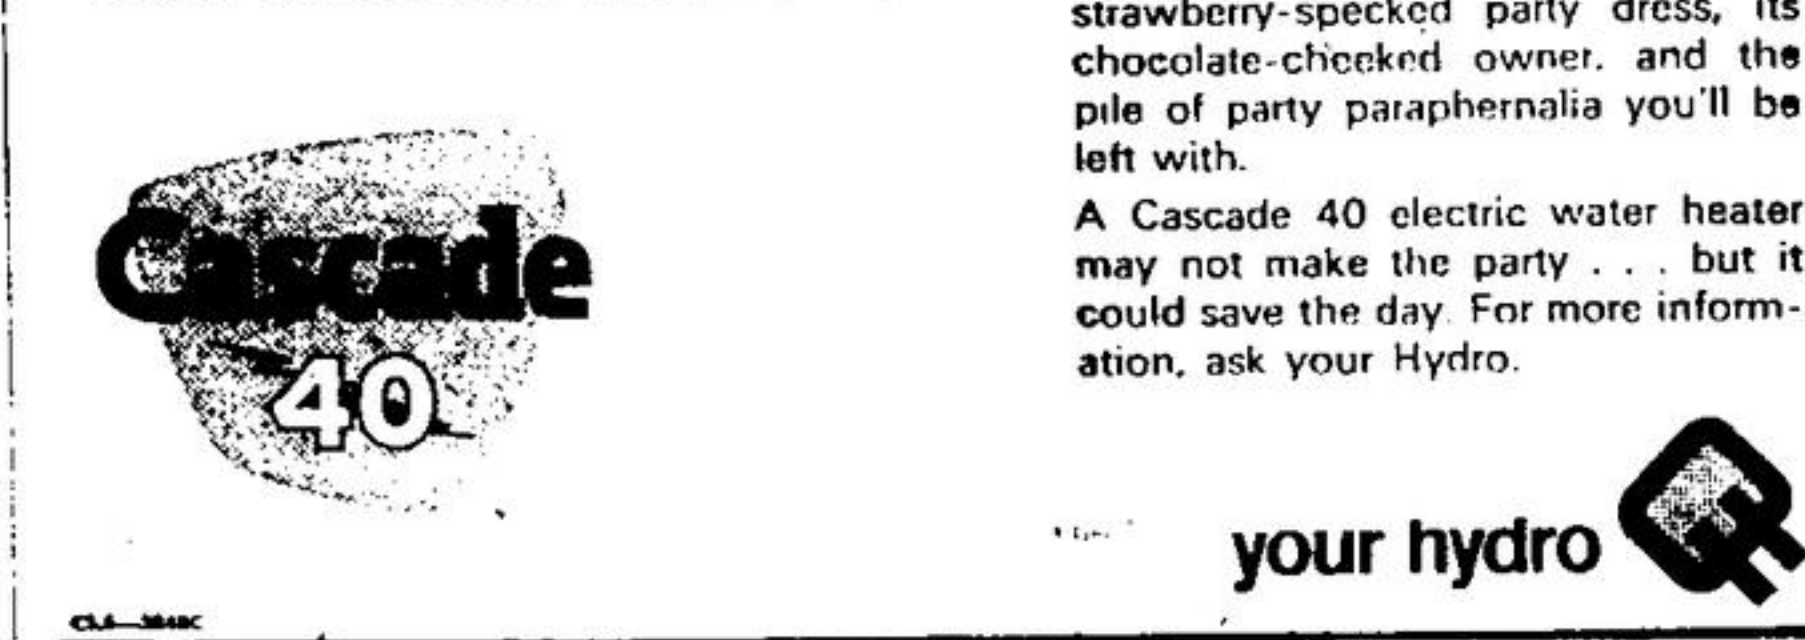 strawberry-specked party dress, its
chocolate-cheeked owner. and the
pile of party paraphernalia you'll be
left with.
A Cascade 40 electric water heater
may not make the party . . . but it
could save the day. For more inform-
ation, ask your Hydro.
Cascade
40
your hydro